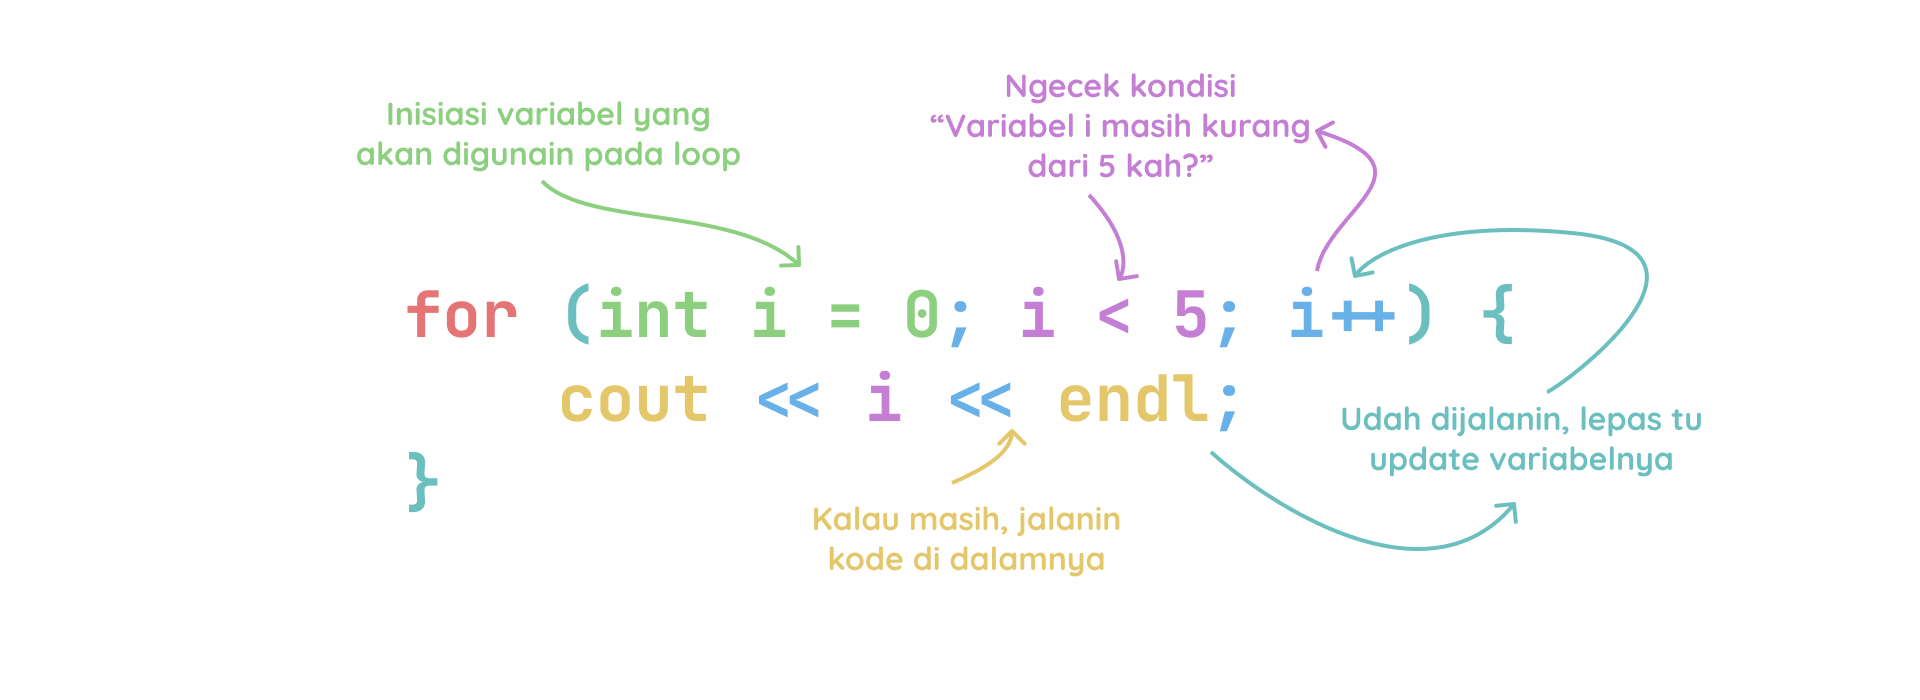 Inisiasi variabel yang
akan digunain pada loop
Ngecek kondisi
“Variabel i masih kurang
dari 5 kah?”
for (int i = 0; i < 5; i++) {
cout << i << endl;
}
Udah dijalanin, lepas tu
update variabelnya
Kalau masih, jalanin
kode di dalamnya